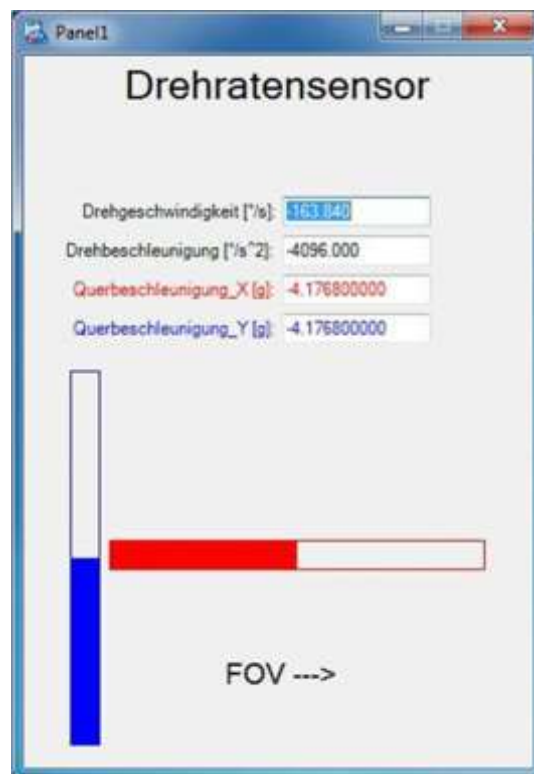 Panel1
Drehratensensor
Drehgeschwindigkeit [°/s]: -163.840
Drehbeschleunigung [°/s^2]: -4096.000
Querbeschleunigung_X [g]: -4.176800000
Querbeschleunigung_Y [g]: -4.176800000
FOV --->